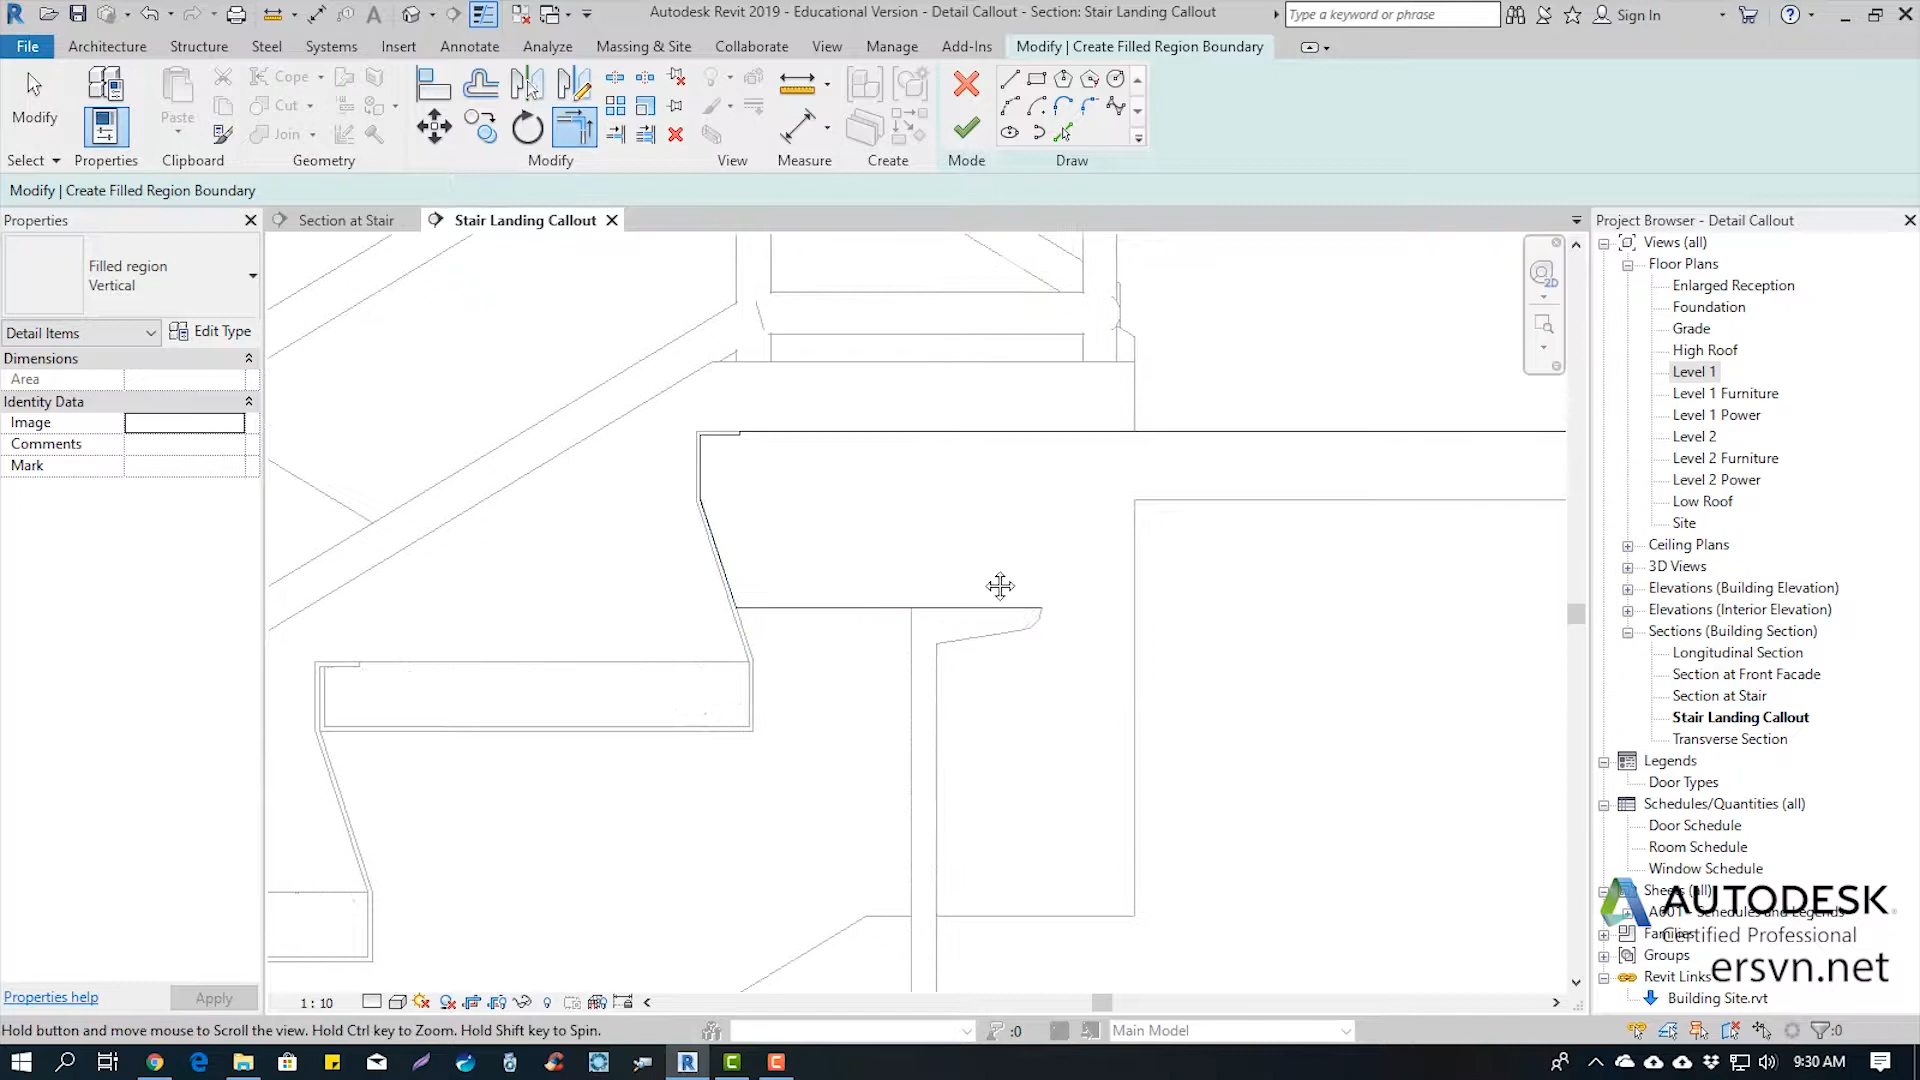 Autodesk Revit 2019 - Educational Version - Detail Callout - Section: Stair Landing Callout
Type a keyword or phrase
Sign In
File
Architecture
Structure
Steel
Systems
Insert
Annotate
Analyze
Massing & Site
Collaborate
View
Manage
Add-Ins
Modify | Create Filled Region Boundary
Modify
Paste
Cope
Cut
Join
Select
Properties
Clipboard
Geometry
Modify
View
Measure
Create
Mode
Draw
Modify | Create Filled Region Boundary
Properties
Section at Stair
Stair Landing Callout
Project Browser - Detail Callout
Filled region
Vertical
Detail Items
Edit Type
Dimensions
Area
Identity Data
Image
Comments
Mark
2D
Views (all)
Floor Plans
Enlarged Reception
Foundation
Grade
High Roof
Level 1
Level 1 Furniture
Level 1 Power
Level 2
Level 2 Furniture
Level 2 Power
Low Roof
Site
Ceiling Plans
3D Views
Elevations (Building Elevation)
Elevations (Interior Elevation)
Sections (Building Section)
Longitudinal Section
Section at Front Facade
Section at Stair
Stair Landing Callout
Transverse Section
Legends
Door Types
Schedules/Quantities (all)
Door Schedule
Room Schedule
Window Schedule
Sheets (all)
A601 - Schedules and Legends
Families
Groups
Revit Links
Building Site.rvt
AUTODESK
Certified Professional
ersvn.net
Properties help
Apply
1 : 10
Hold button and move mouse to Scroll the view. Hold Ctrl key to Zoom. Hold Shift key to Spin.
:0
Main Model
:0
9:30 AM